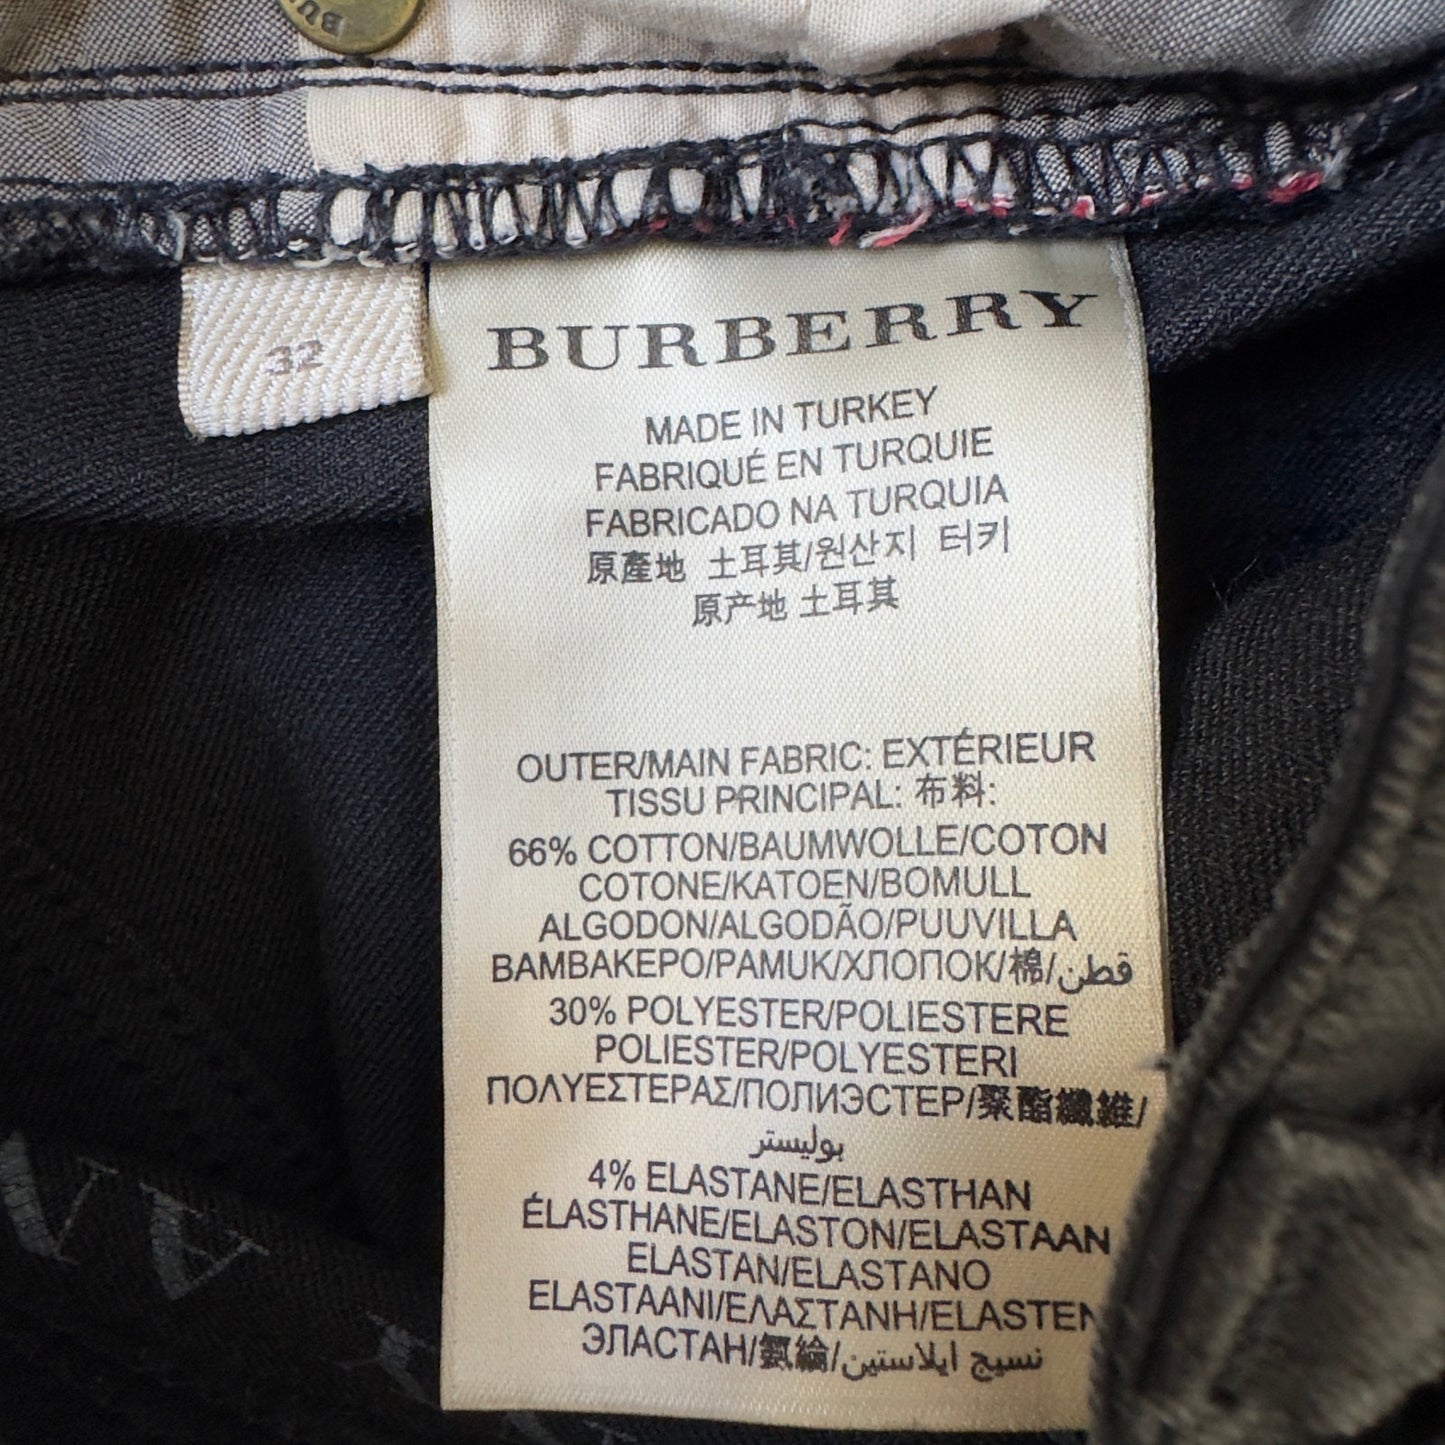 BU
32
BURBERRY
MADE IN TURKEY
FABRIQUÉ EN TURQUIE
FABRICADO NA TURQUIA
原產地 土耳其/원산지 터키
原产地 土耳其
OUTER/MAIN FABRIC: EXTÉRIEUR
TISSU PRINCIPAL: 布料:
66% COTTON/BAUMWOLLE/COTON
COTONE/KATOEN/BOMULL
ALGODON/ALGODÃO/PUUVILLA
BAMBAKEPO/PAMUK/ХЛОПОК/棉/قطن
30% POLYESTER/POLIESTERE
POLIESTER/POLYESTERI
ΠΟΛΥΕΣΤΕΡΑΣ/ПОЛИЭСТЕР/聚酯纖維/
بوليستر
4% ELASTANE/ELASTHAN
ÉLASTHANE/ELASTON/ELASTAAN
ELASTAN/ELASTANO
ELASTAANI/ΕΛΑΣΤΑΝΗ/ELASTEN
ЭЛАСТАН/氨綸/نسيج ايلاستين